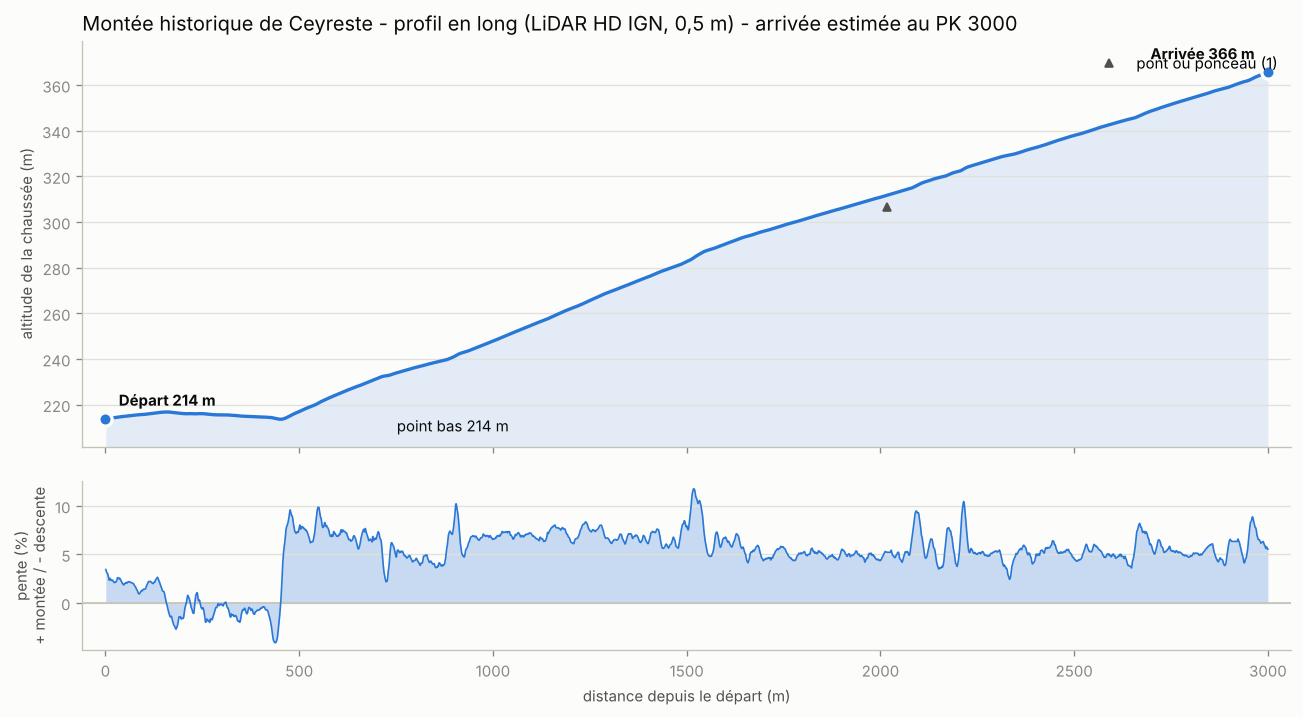 Montée historique de Ceyreste - profil en long (LiDAR HD IGN, 0,5 m) - arrivée estimée au PK 3000
Arrivée 366 m
pont ou ponceau (1)
altitude de la chaussée (m)
360
340
320
300
280
260
240
220
Départ 214 m
point bas 214 m
pente (%)
+ montée / - descente
10
5
0
0
500
1000
1500
2000
2500
3000
distance depuis le départ (m)